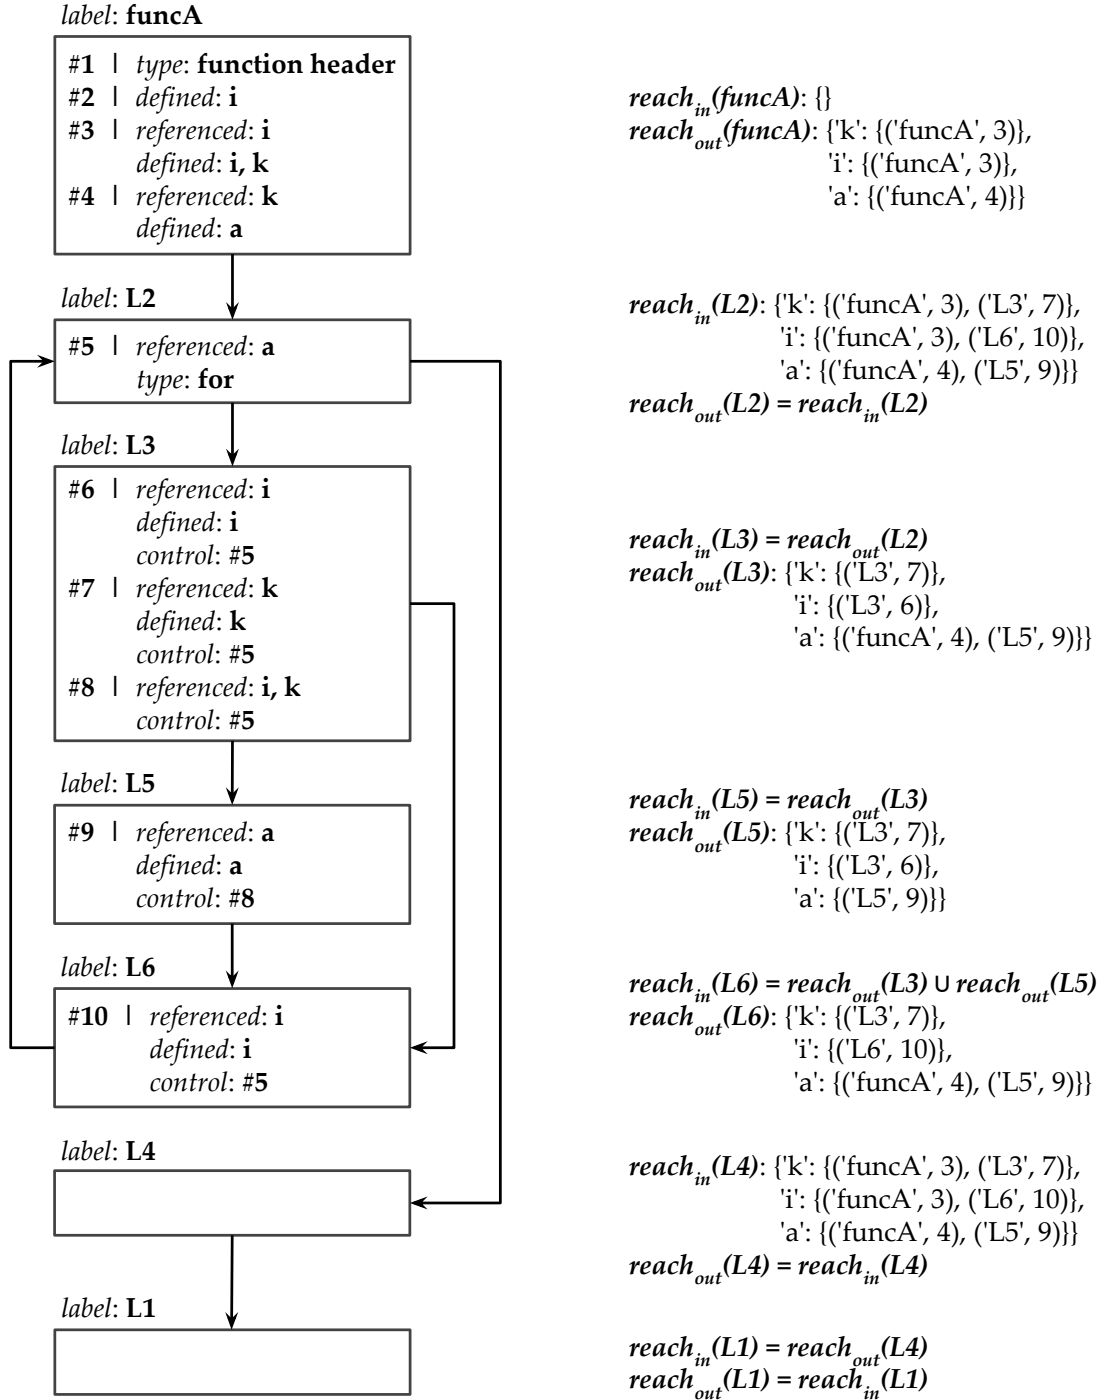 label: funcA
#1 | type: function header
#2 | defined: i
#3 | referenced: i
defined: i, k
#4 | referenced: k
defined: a
reach_in(funcA): {}
reach_out(funcA): {'k': {('funcA', 3)},
'i': {('funcA', 3)},
'a': {('funcA', 4)}}
label: L2
#5 | referenced: a
type: for
reach_in(L2): {'k': {('funcA', 3), ('L3', 7)},
'i': {('funcA', 3), ('L6', 10)},
'a': {('funcA', 4), ('L5', 9)}}
reach_out(L2) = reach_in(L2)
label: L3
#6 | referenced: i
defined: i
control: #5
#7 | referenced: k
defined: k
control: #5
#8 | referenced: i, k
control: #5
reach_in(L3) = reach_out(L2)
reach_out(L3): {'k': {('L3', 7)},
'i': {('L3', 6)},
'a': {('funcA', 4), ('L5', 9)}}
label: L5
#9 | referenced: a
defined: a
control: #8
reach_in(L5) = reach_out(L3)
reach_out(L5): {'k': {('L3', 7)},
'i': {('L3', 6)},
'a': {('L5', 9)}}
label: L6
#10 | referenced: i
defined: i
control: #5
reach_in(L6) = reach_out(L3) ∪ reach_out(L5)
reach_out(L6): {'k': {('L3', 7)},
'i': {('L6', 10)},
'a': {('funcA', 4), ('L5', 9)}}
label: L4
reach_in(L4): {'k': {('funcA', 3), ('L3', 7)},
'i': {('funcA', 3), ('L6', 10)},
'a': {('funcA', 4), ('L5', 9)}}
reach_out(L4) = reach_in(L4)
label: L1
reach_in(L1) = reach_out(L4)
reach_out(L1) = reach_in(L1)